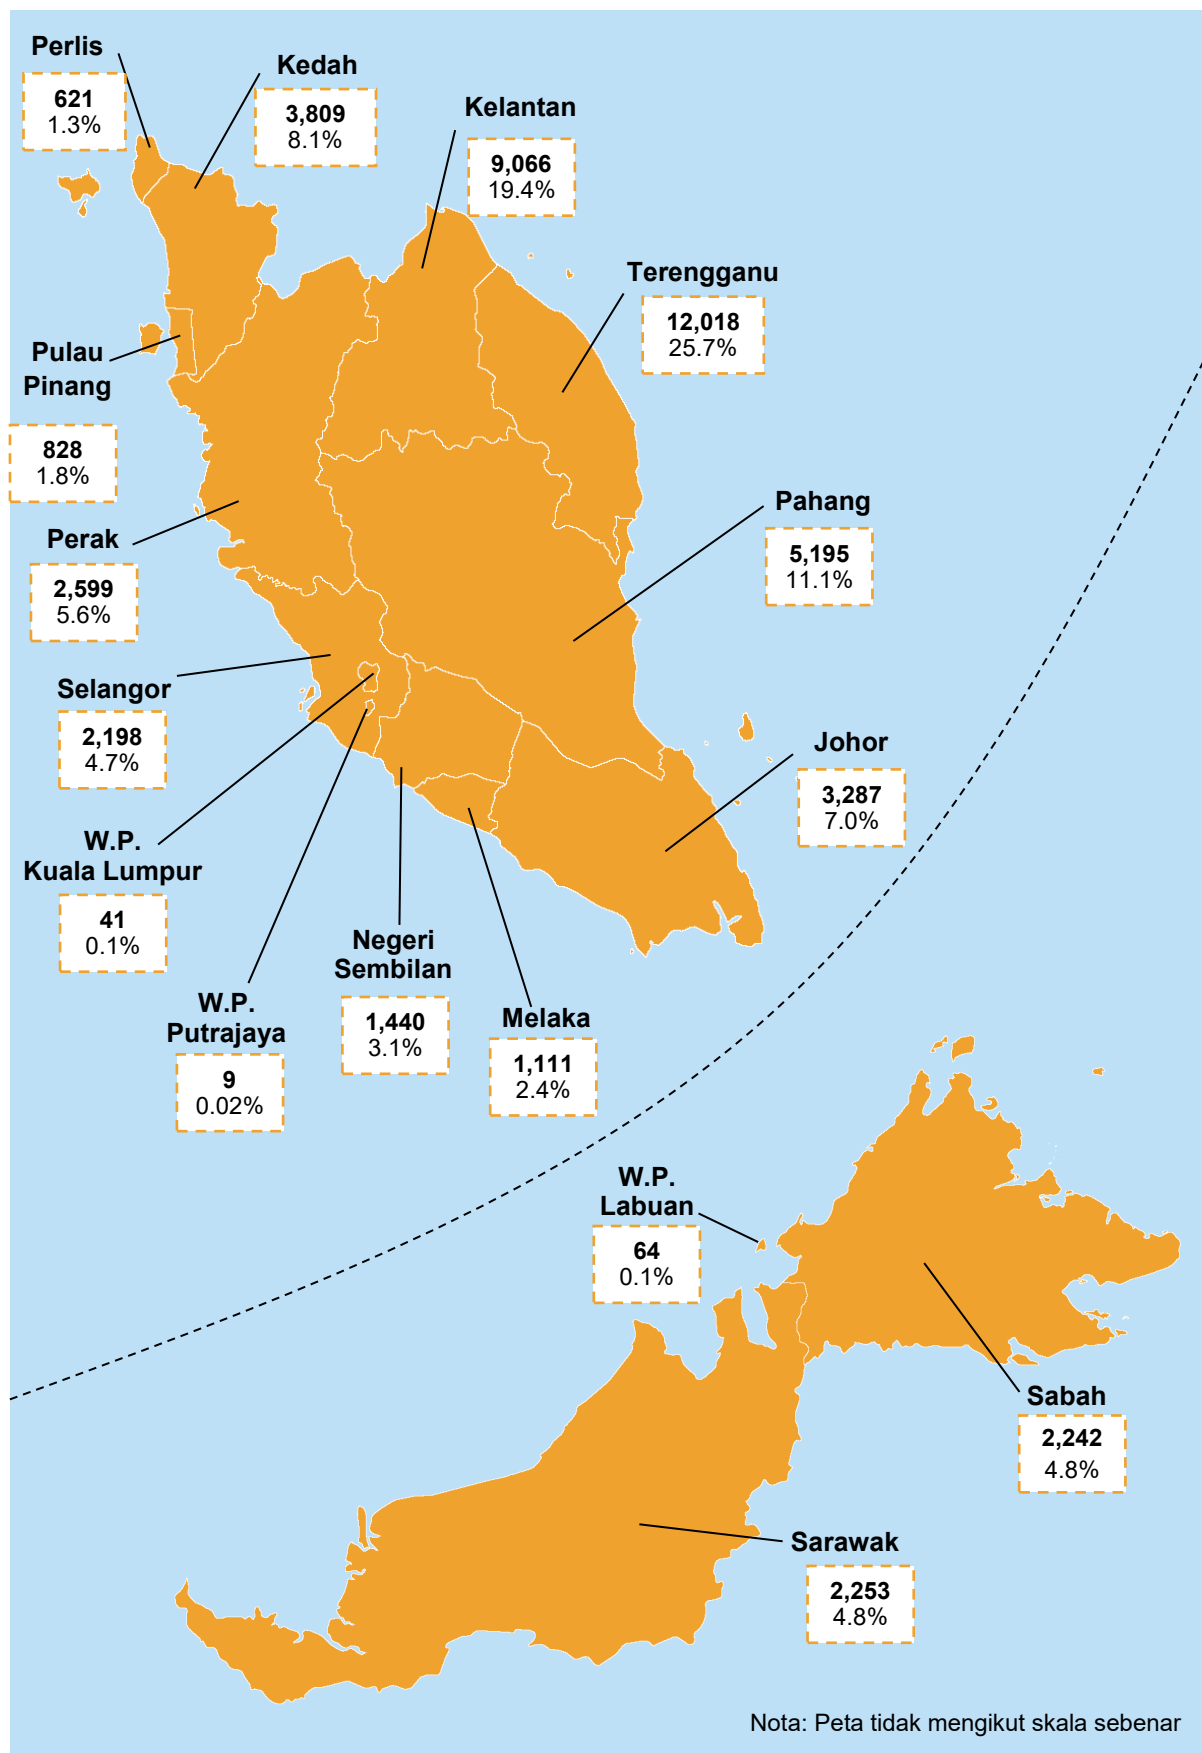 Perlis
621
1.3%
Kedah
3,809
8.1%
Kelantan
9,066
19.4%
Terengganu
12,018
25.7%
Pulau
Pinang
828
1.8%
Pahang
5,195
11.1%
Perak
2,599
5.6%
Selangor
2,198
4.7%
Johor
3,287
7.0%
W.P.
Kuala Lumpur
41
0.1%
Negeri
Sembilan
1,440
3.1%
W.P.
Putrajaya
9
0.02%
Melaka
1,111
2.4%
W.P.
Labuan
64
0.1%
Sabah
2,242
4.8%
Sarawak
2,253
4.8%
Nota: Peta tidak mengikut skala sebenar